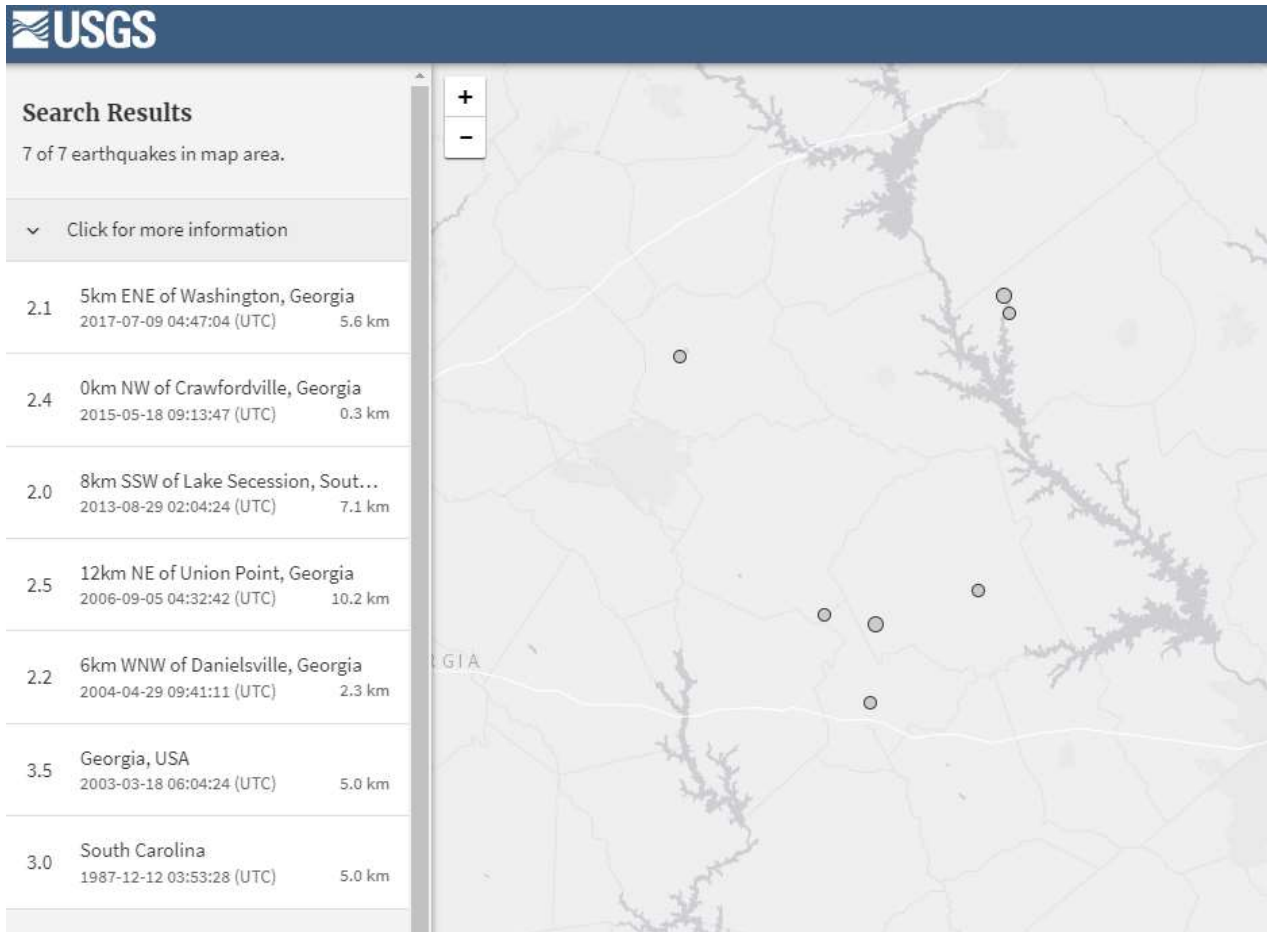 USGS
Search Results
7 of 7 earthquakes in map area.
Click for more information
2.1
5km ENE of Washington, Georgia
2017-07-09 04:47:04 (UTC) 5.6 km
2.4
0km NW of Crawfordville, Georgia
2015-05-18 09:13:47 (UTC) 0.3 km
2.0
8km SSW of Lake Secession, Sout...
2013-08-29 02:04:24 (UTC) 7.1 km
2.5
12km NE of Union Point, Georgia
2006-09-05 04:32:42 (UTC) 10.2 km
2.2
6km WNW of Danielsville, Georgia
2004-04-29 09:41:11 (UTC) 2.3 km
3.5
Georgia, USA
2003-03-18 06:04:24 (UTC) 5.0 km
3.0
South Carolina
1987-12-12 03:53:28 (UTC) 5.0 km
+
−
GIA